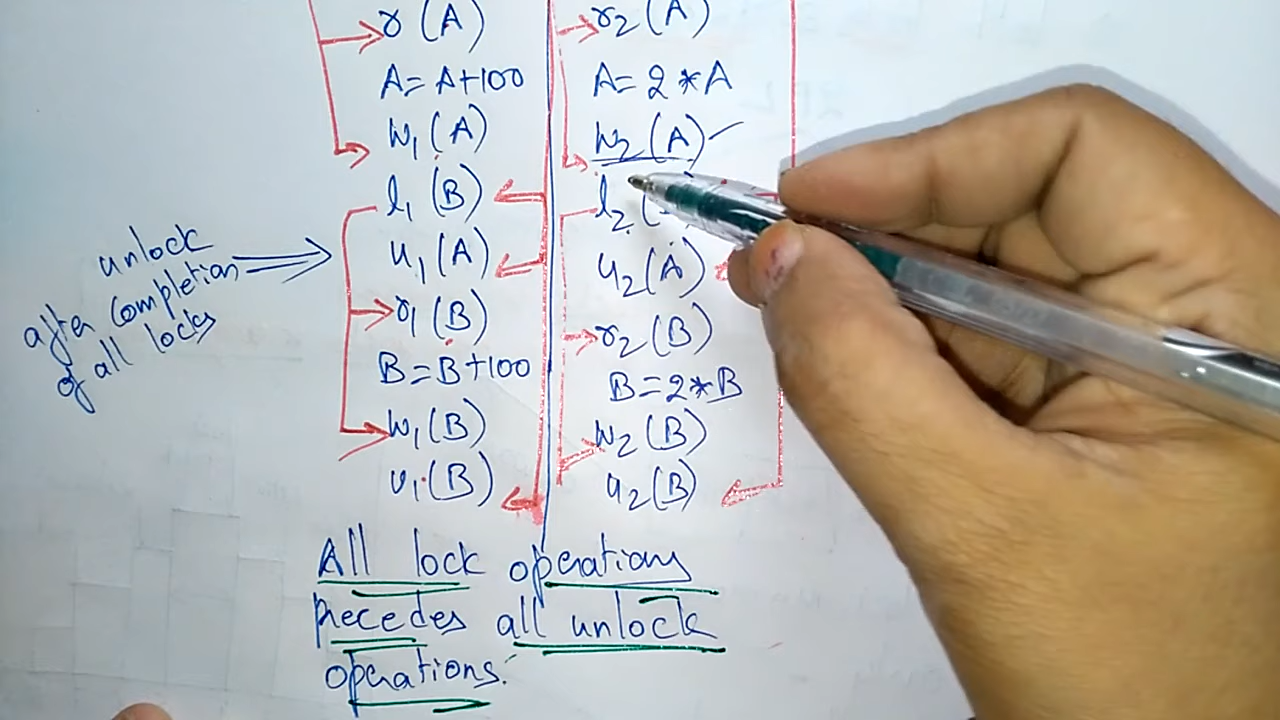 r(A)
A=A+100
W₁(A)
l₁(B)
u₁(A)
r₁(B)
B=B+100
W₁(B)
u₁(B)
r₂(A)
A=2*A
W₂(A)
l₂(
u₂(A)
r₂(B)
B=2*B
W₂(B)
u₂(B)
unlock
after completion
of all locks
All lock operations
precedes all unlock
operations.